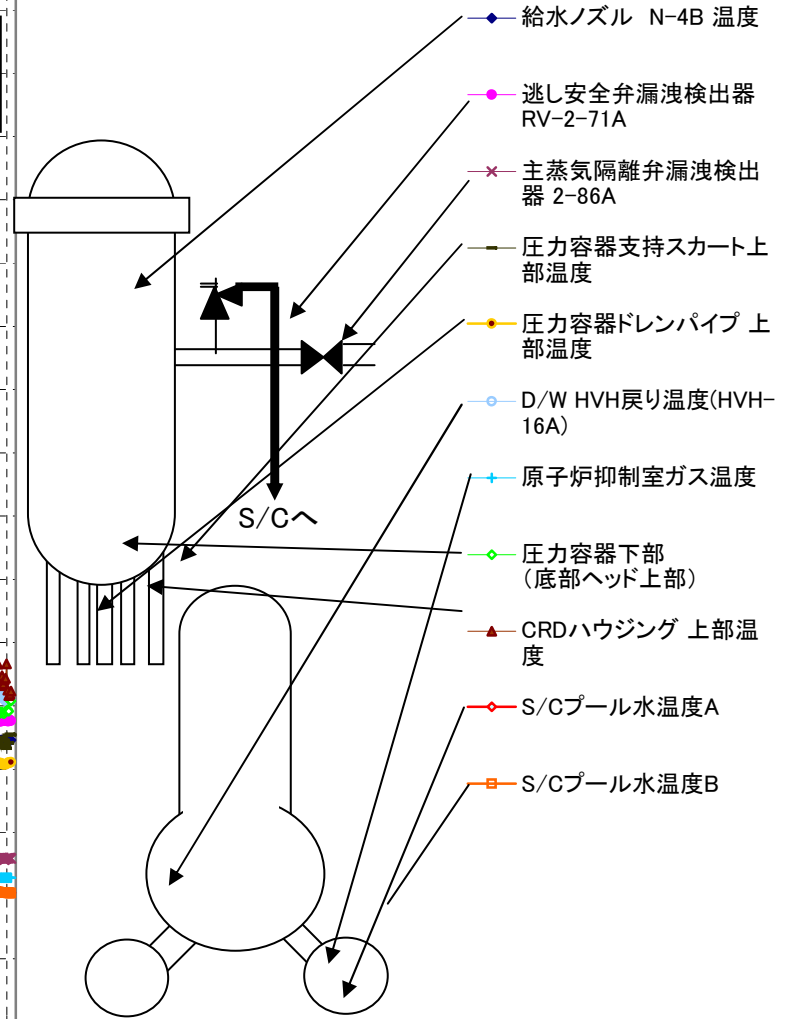 給水ノズル N-4B 温度
逃し安全弁漏洩検出器
RV-2-71A
主蒸気隔離弁漏洩検出
器 2-86A
圧力容器支持スカート上
部温度
圧力容器ドレンパイプ 上
部温度
D/W HVH戻り温度(HVH-
16A)
原子炉抑制室ガス温度
S/Cへ
圧力容器下部
（底部ヘッド上部）
CRDハウジング 上部温
度
S/Cプール水温度A
S/Cプール水温度B